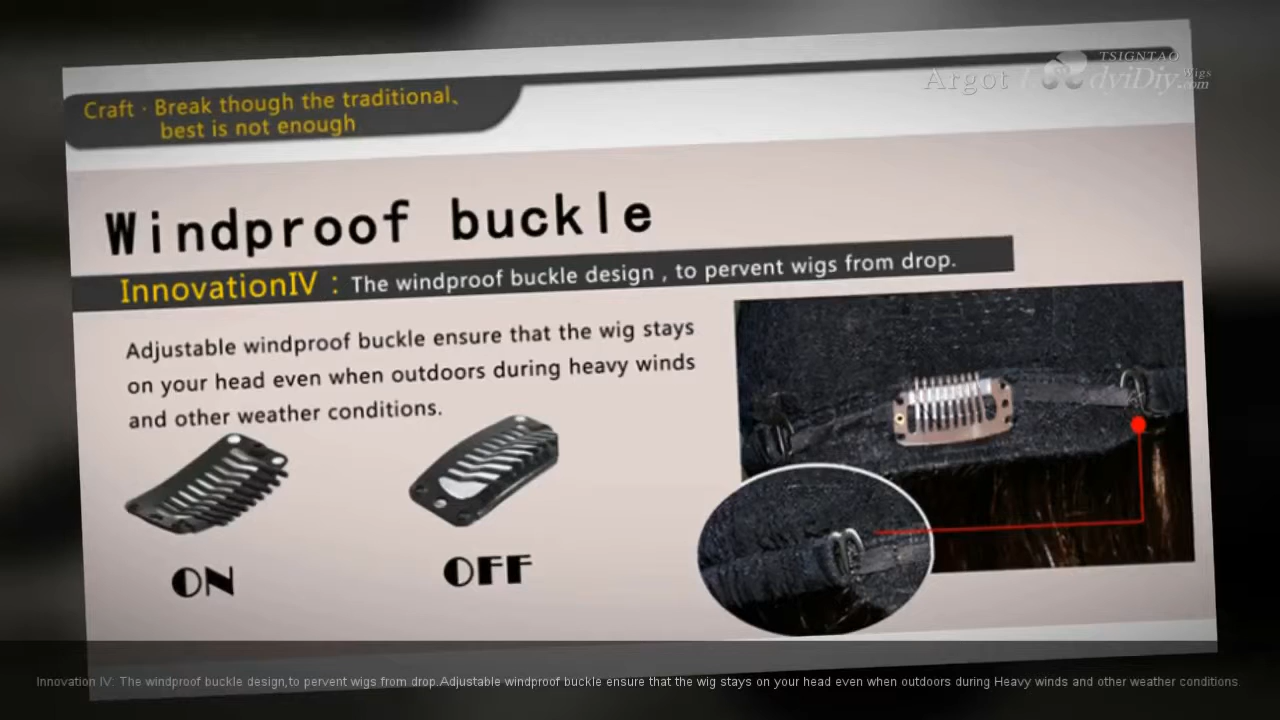 TSIGNTAO
Argot
dyiDiy.Wigs
.com
Craft · Break though the traditional、
best is not enough
Windproof buckle
InnovationIV : The windproof buckle design , to pervent wigs from drop.
Adjustable windproof buckle ensure that the wig stays
on your head even when outdoors during heavy winds
and other weather conditions.
ON
OFF
Innovation IV: The windproof buckle design,to pervent wigs from drop.Adjustable windproof buckle ensure that the wig stays on your head even when outdoors during Heavy winds and other weather conditions.